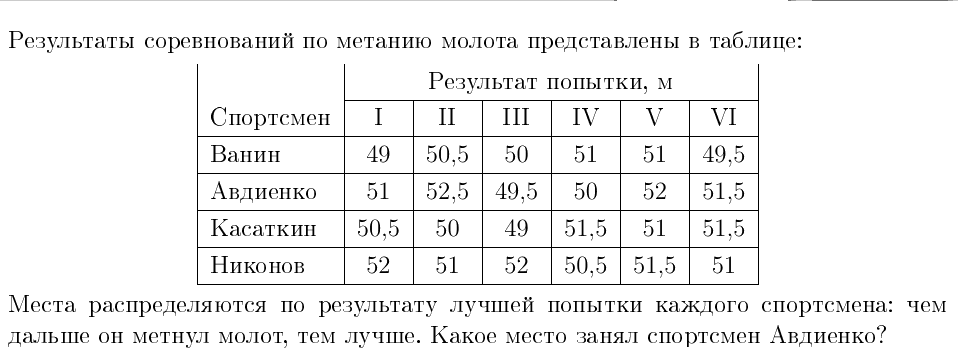 Результаты соревнований по метанию молота представлены в таблице:
Результат попытки, м
Спортсмен I II III IV V VI
Ванин 49 50,5 50 51 51 49,5
Авдиенко 51 52,5 49,5 50 52 51,5
Касаткин 50,5 50 49 51,5 51 51,5
Никонов 52 51 52 50,5 51,5 51
Места распределяются по результату лучшей попытки каждого спортсмена: чем
дальше он метнул молот, тем лучше. Какое место занял спортсмен Авдиенко?